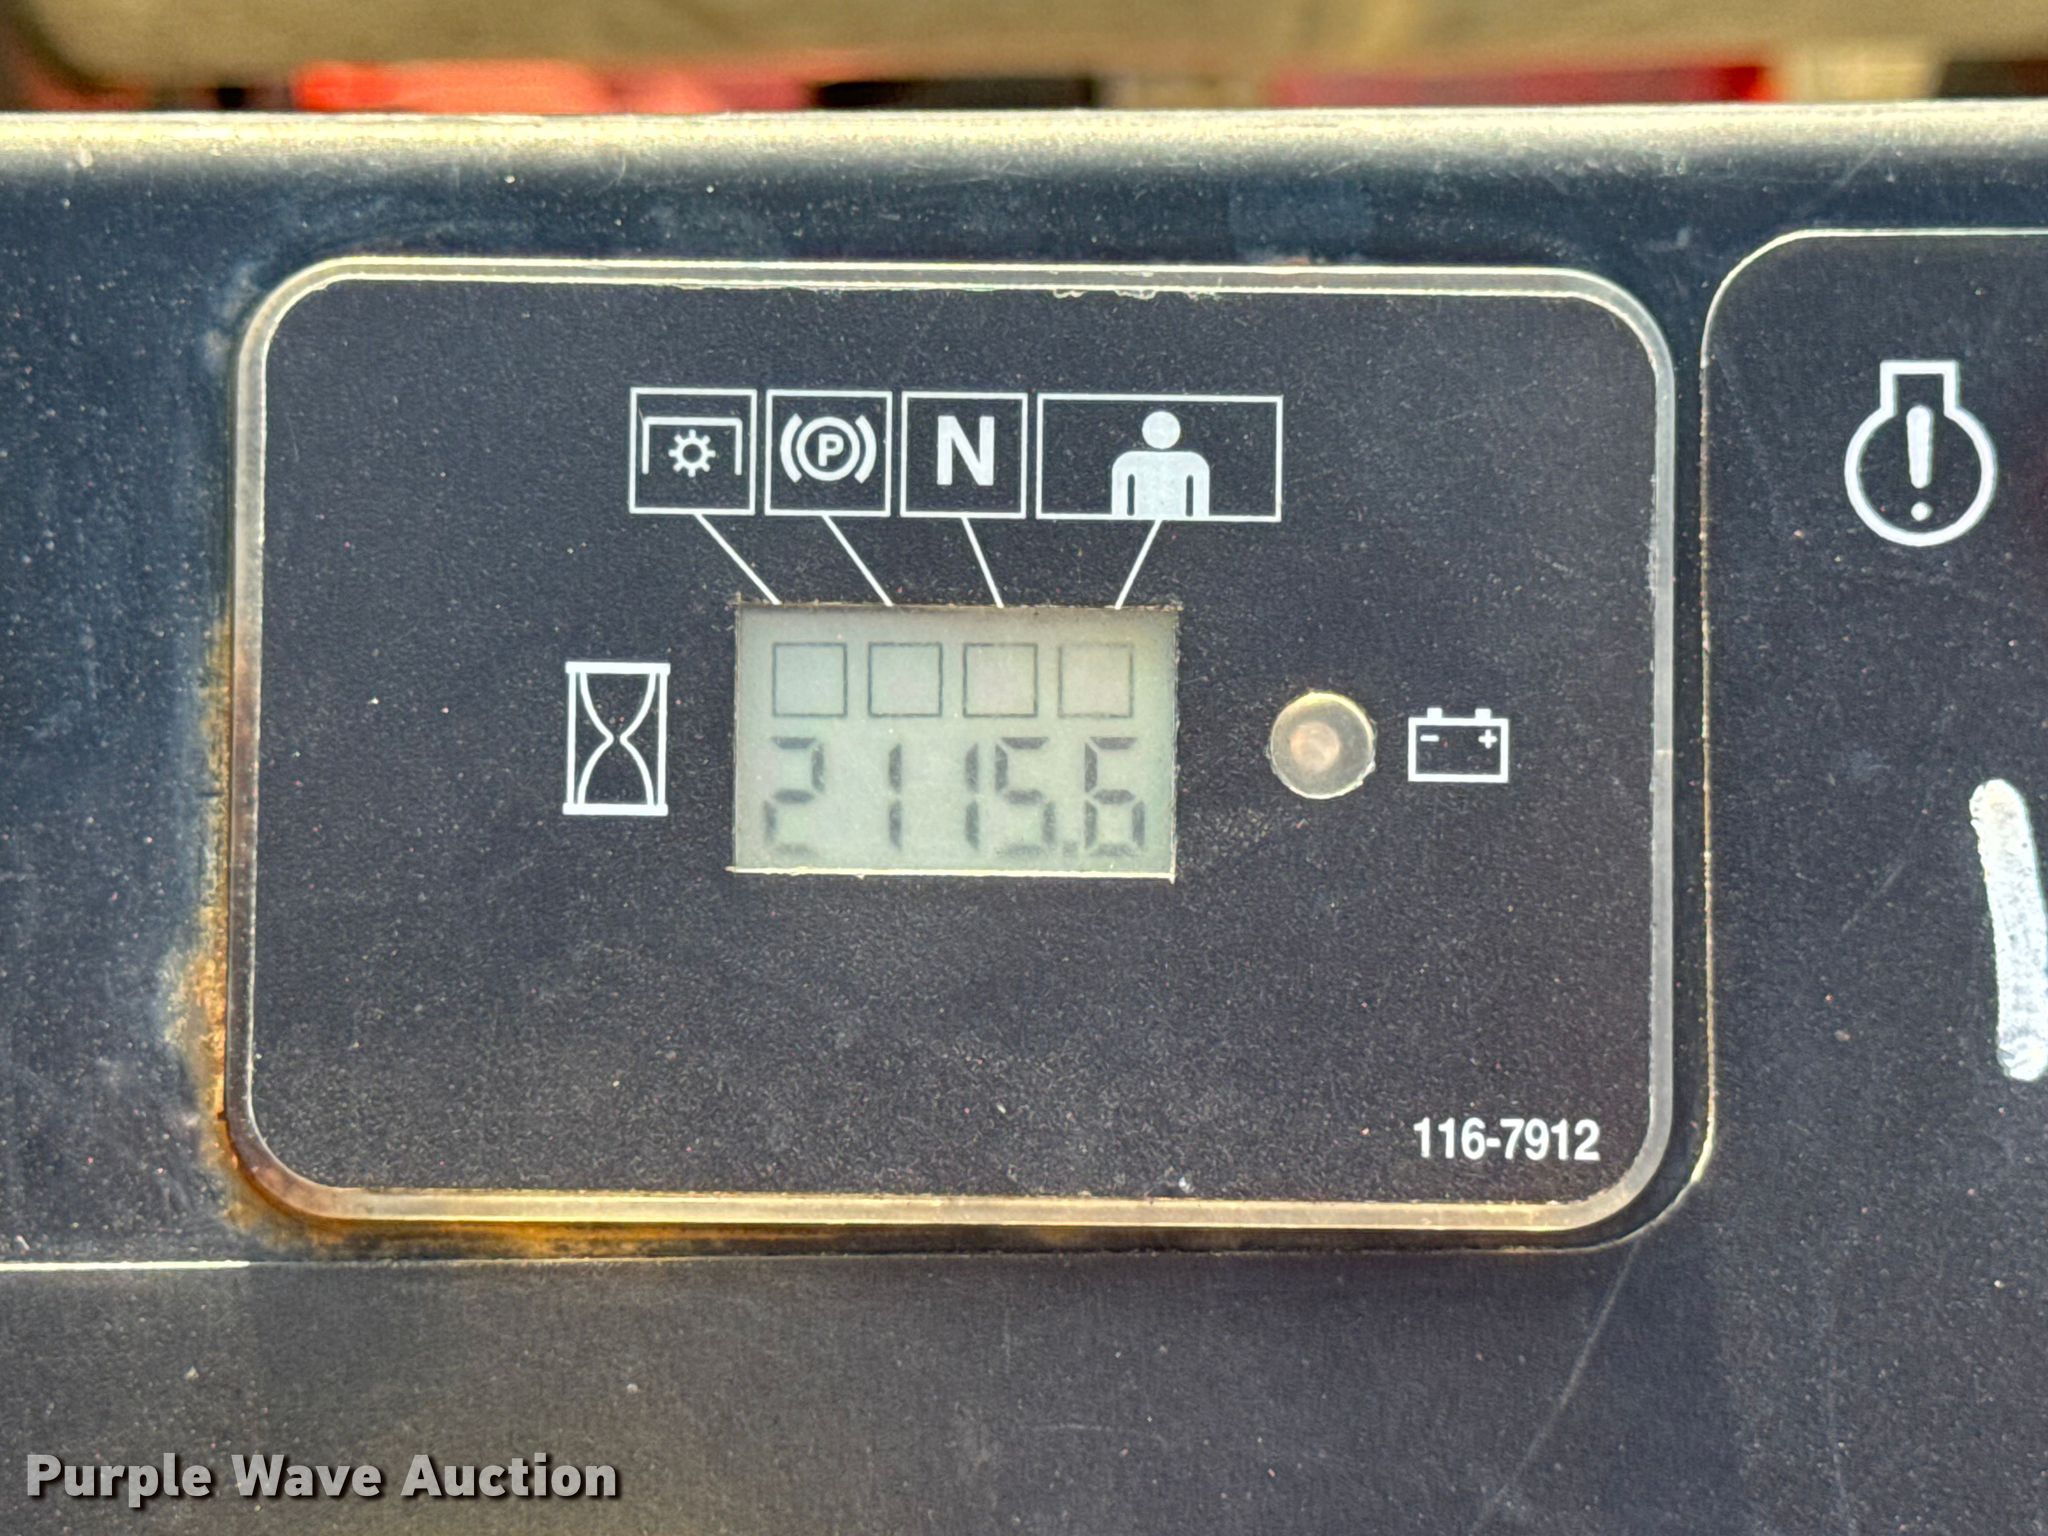 P
N
2115.6
- +
116-7912
Purple Wave Auction